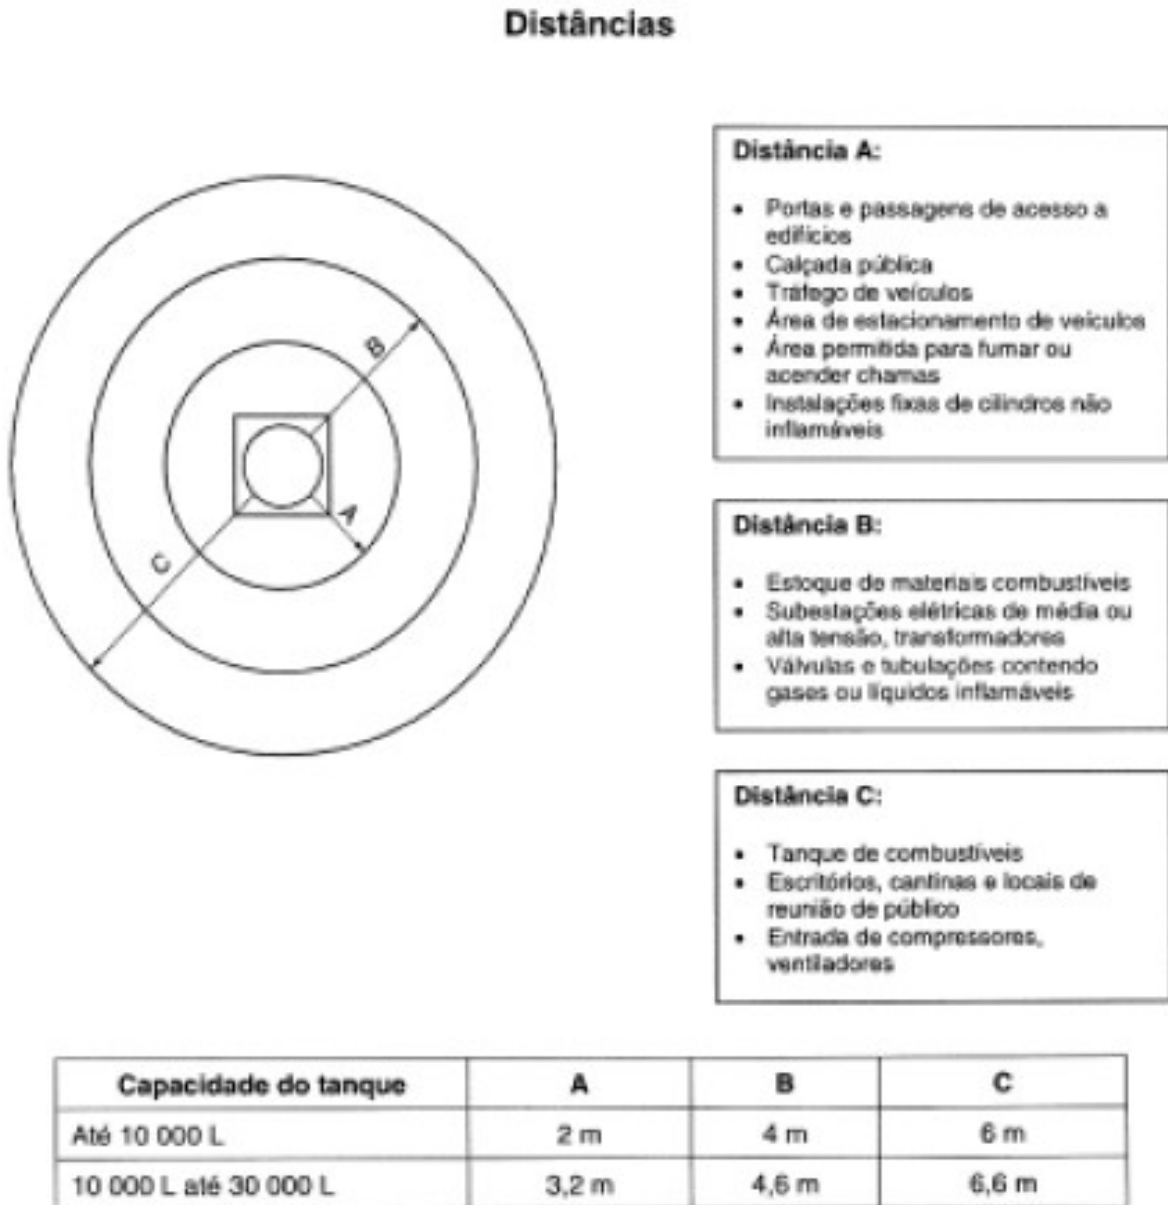 Distâncias
B
A
C
Distância A:
• Portas e passagens de acesso a
edifícios
• Calçada pública
• Tráfego de veículos
• Área de estacionamento de veículos
• Área permitida para fumar ou
acender chamas
• Instalações fixas de cilindros não
inflamáveis
Distância B:
• Estoque de materiais combustíveis
• Subestações elétricas de média ou
alta tensão, transformadores
• Válvulas e tubulações contendo
gases ou líquidos inflamáveis
Distância C:
• Tanque de combustíveis
• Escritórios, cantinas e locais de
reunião de público
• Entrada de compressores,
ventiladores
Capacidade do tanque A B C
Até 10 000 L 2 m 4 m 6 m
10 000 L até 30 000 L 3,2 m 4,6 m 6,6 m